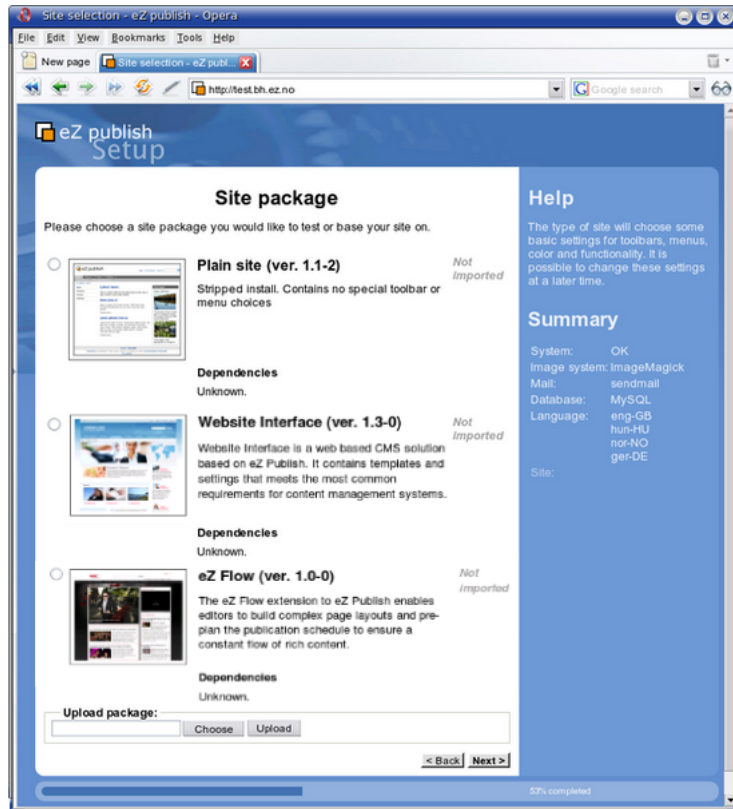 Site selection - eZ publish - Opera
File Edit View Bookmarks Tools Help
New page
Site selection - eZ publ...
http://test.bh.ez.no
Google search
eZ publish
Setup
Site package
Please choose a site package you would like to test or base your site on.
Plain site (ver. 1.1-2)
Not imported
Stripped install. Contains no special toolbar or
menu choices
Dependencies
Unknown.
Website Interface (ver. 1.3-0)
Not imported
Website Interface is a web based CMS solution
based on eZ Publish. It contains templates and
settings that meets the most common
requirements for content management systems.
Dependencies
Unknown.
eZ Flow (ver. 1.0-0)
Not imported
The eZ Flow extension to eZ Publish enables
editors to build complex page layouts and pre-
plan the publication schedule to ensure a
constant flow of rich content.
Dependencies
Unknown.
Upload package:
Choose Upload
< Back Next >
Help
The type of site will choose some
basic settings for toolbars, menus,
color and functionality. It is
possible to change these settings
at a later time.
Summary
System: OK
Image system: ImageMagick
Mail: sendmail
Database: MySQL
Language: eng-GB
hun-HU
nor-NO
ger-DE
Site:
53% completed